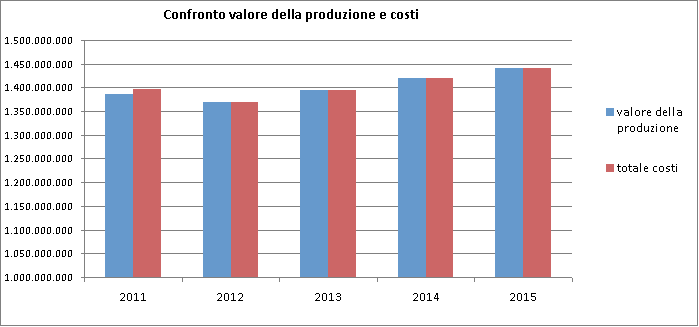 Confronto valore della produzione e costi
1.500.000.000
1.450.000.000
1.400.000.000
1.350.000.000
1.300.000.000
1.250.000.000
1.200.000.000
1.150.000.000
1.100.000.000
1.050.000.000
1.000.000.000
2011 2012 2013 2014 2015
valore della
produzione
totale costi